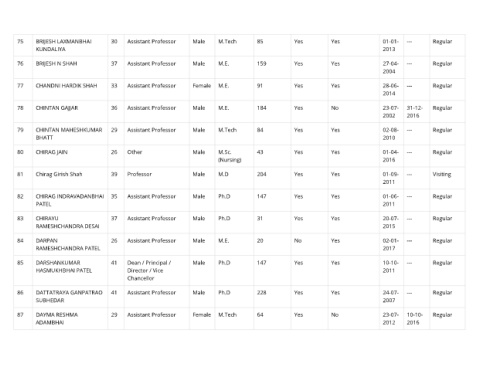 75 BRIJESH LAXMANBHAI 30 Assistant Professor Male M.Tech 85 Yes Yes 01-01- --- Regular
KUNDALIYA 2013
76 BRIJESH N SHAH 37 Assistant Professor Male M.E. 159 Yes Yes 27-04- --- Regular
2004
77 CHANDNI HARDIK SHAH 33 Assistant Professor Female M.E. 91 Yes Yes 28-06- --- Regular
2014
78 CHINTAN GAJJAR 36 Assistant Professor Male M.E. 184 Yes No 23-07- 31-12- Regular
2002 2016
79 CHINTAN MAHESHKUMAR 29 Assistant Professor Male M.Tech 84 Yes Yes 02-08- --- Regular
BHATT 2010
80 CHIRAG JAIN 26 Other Male M.Sc. 43 Yes Yes 01-04- --- Regular
(Nursing) 2016
81 Chirag Girish Shah 39 Professor Male M.D 204 Yes Yes 01-09- --- Visiting
2011
82 CHIRAG INDRAVADANBHAI 35 Assistant Professor Male Ph.D 147 Yes Yes 01-06- --- Regular
PATEL 2011
83 CHIRAYU 37 Assistant Professor Male Ph.D 31 Yes Yes 20-07- --- Regular
RAMESHCHANDRA DESAI 2015
84 DARPAN 26 Assistant Professor Male M.E. 20 No Yes 02-01- --- Regular
RAMESHCHANDRA PATEL 2017
85 DARSHANKUMAR 41 Dean / Principal / Male Ph.D 147 Yes Yes 10-10- --- Regular
HASMUKHBHAI PATEL Director / Vice 2011
Chancellor
86 DATTATRAYA GANPATRAO 41 Assistant Professor Male Ph.D 228 Yes Yes 24-07- --- Regular
SUBHEDAR 2007
87 DAYMA RESHMA 29 Assistant Professor Female M.Tech 64 Yes No 23-07- 10-10- Regular
ADAMBHAI 2012 2016